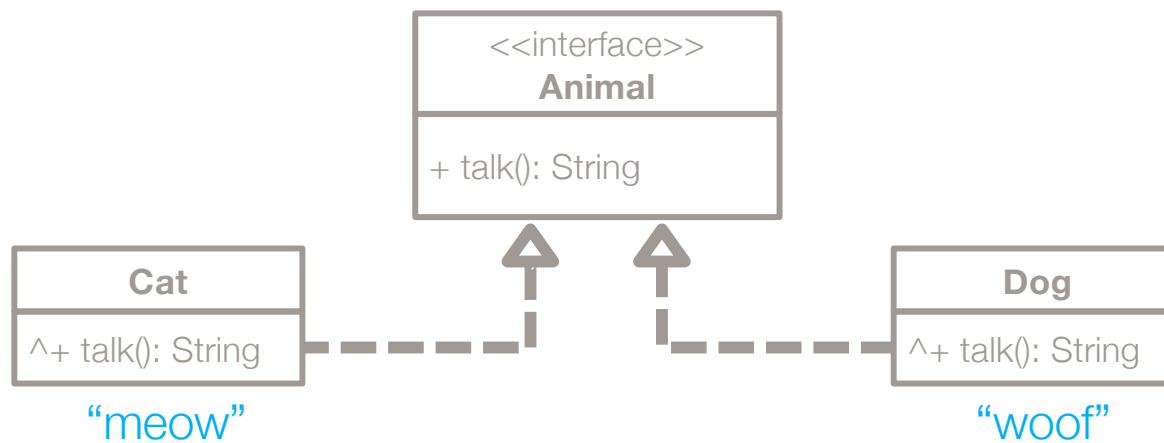 <<interface>>
Animal
+ talk(): String
Cat
^+ talk(): String
“meow”
Dog
^+ talk(): String
“woof”